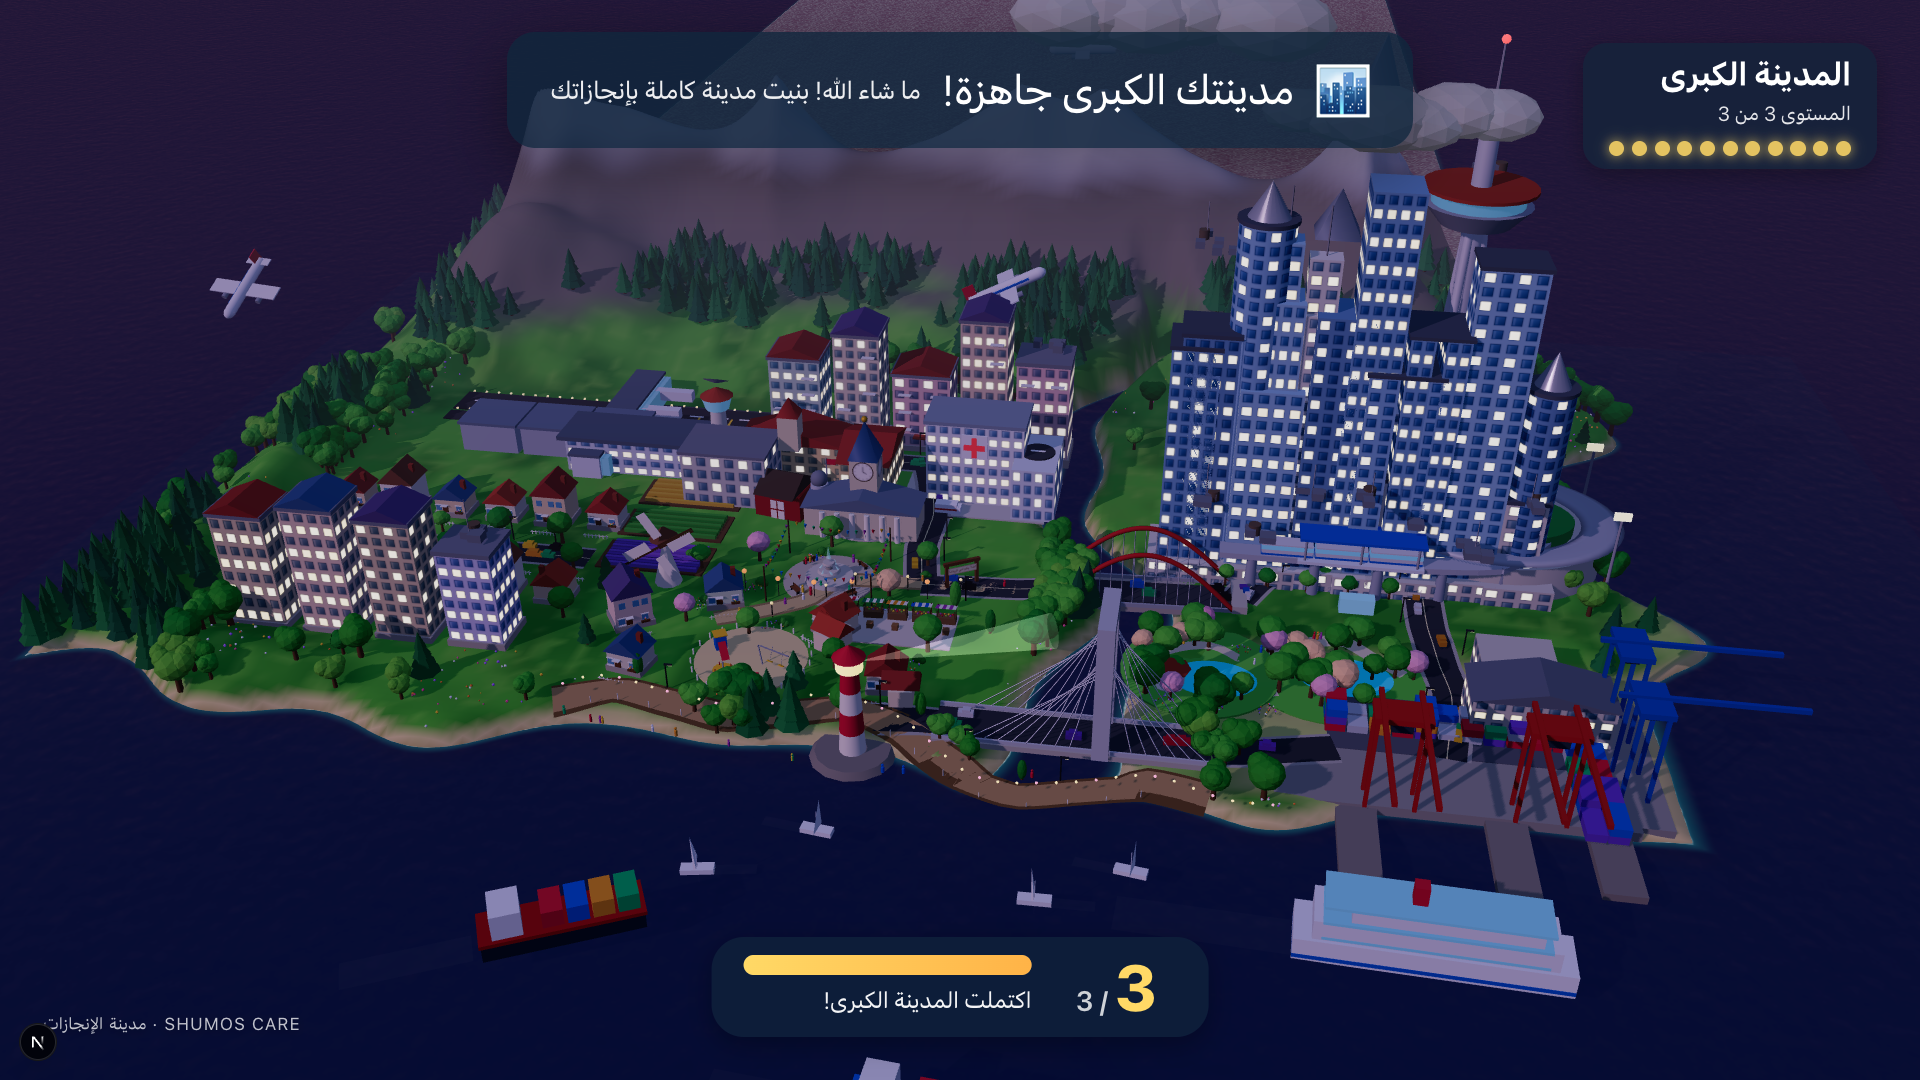 مدينتك الكبرى جاهزة! ما شاء الله! بنيت مدينة كاملة بإنجازاتك
المدينة الكبرى
المستوى 3 من 3
3 / 3
اكتملت المدينة الكبرى!
مدينة الإنجازات · SHUMOS CARE
N